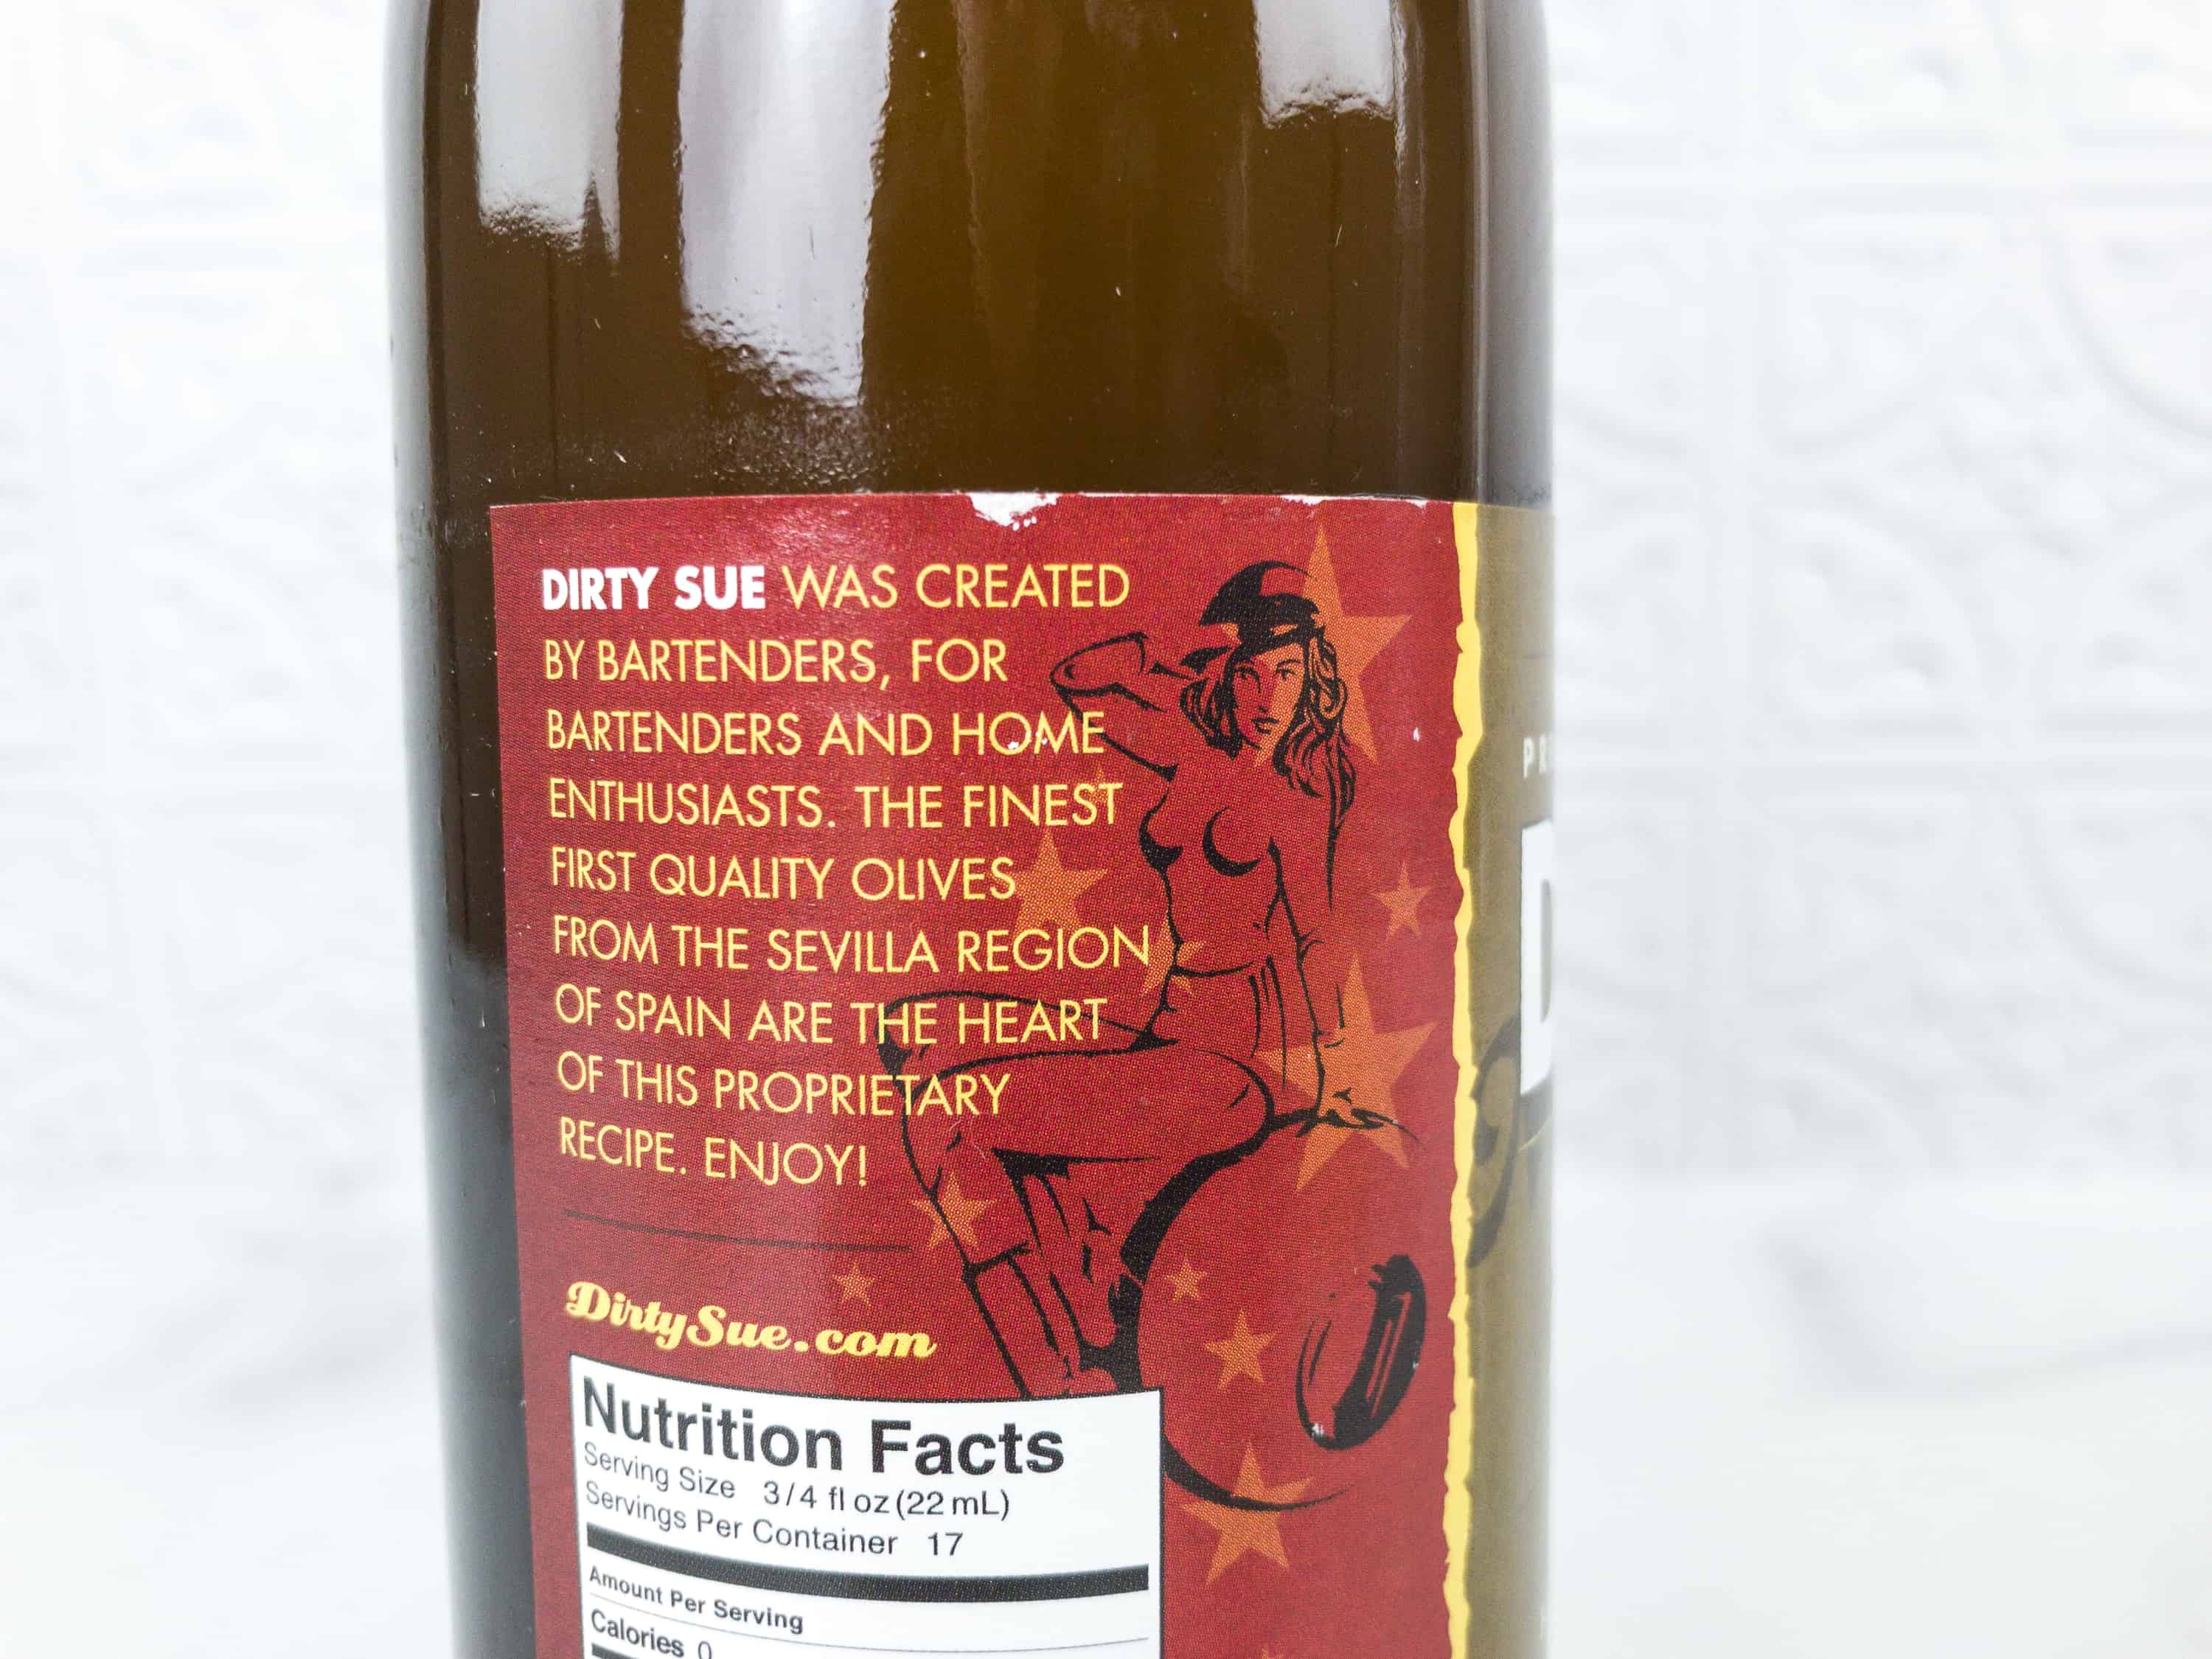 DIRTY SUE WAS CREATED
BY BARTENDERS, FOR
BARTENDERS AND HOME
ENTHUSIASTS. THE FINEST
FIRST QUALITY OLIVES
FROM THE SEVILLA REGION
OF SPAIN ARE THE HEART
OF THIS PROPRIETARY
RECIPE. ENJOY!
DirtySue.com
Nutrition Facts
Serving Size 3/4 fl oz (22 mL)
Servings Per Container 17
Amount Per Serving
Calories 0